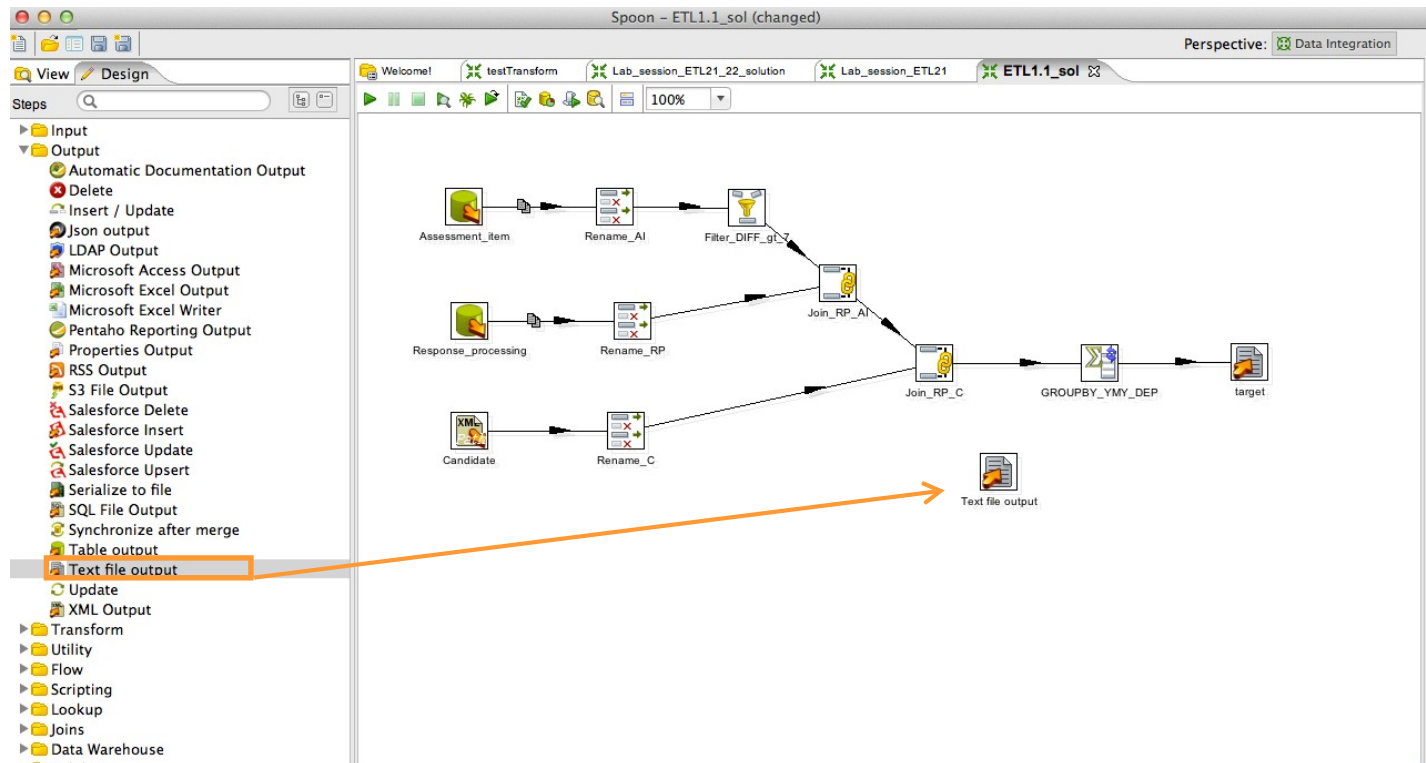 Spoon – ETL1.1_sol (changed)
Perspective: Data Integration
View Design
Welcome! testTransform Lab_session_ETL21_22_solution Lab_session_ETL21 ETL1.1_sol
Steps
100%
Input
Output
Automatic Documentation Output
Delete
Insert / Update
Json output
LDAP Output
Microsoft Access Output
Microsoft Excel Output
Microsoft Excel Writer
Pentaho Reporting Output
Properties Output
RSS Output
S3 File Output
Salesforce Delete
Salesforce Insert
Salesforce Update
Salesforce Upsert
Serialize to file
SQL File Output
Synchronize after merge
Table output
Text file output
Update
XML Output
Transform
Utility
Flow
Scripting
Lookup
Joins
Data Warehouse
Assessment_item
Rename_AI
Filter_DIFF_gt_7
Join_RP_AI
Response_processing
Rename_RP
Join_RP_C
GROUPBY_YMY_DEP
target
XML
Candidate
Rename_C
Text file output